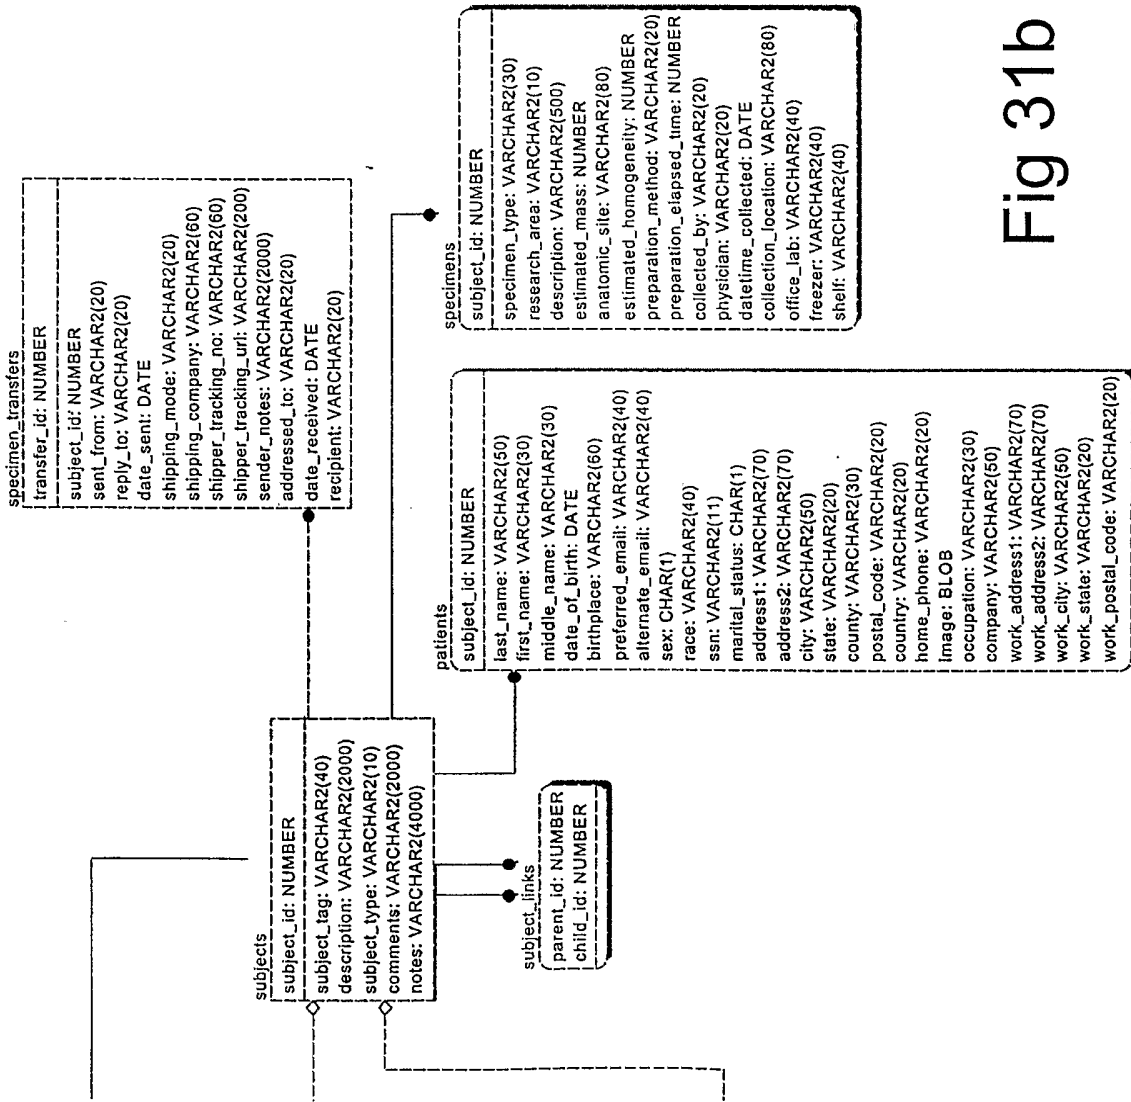 specimen_transfers
transfer_id: NUMBER
subject_id: NUMBER
sent_from: VARCHAR2(20)
reply_to: VARCHAR2(20)
date_sent: DATE
shipping_mode: VARCHAR2(20)
shipping_company: VARCHAR2(60)
shipper_tracking_no: VARCHAR2(60)
shipper_tracking_url: VARCHAR2(200)
sender_notes: VARCHAR2(2000)
addressed_to: VARCHAR2(20)
date_received: DATE
recipient: VARCHAR2(20)
specimens
subject_id: NUMBER
specimen_type: VARCHAR2(30)
research_area: VARCHAR2(10)
description: VARCHAR2(500)
estimated_mass: NUMBER
anatomic_site: VARCHAR2(80)
estimated_homogeneity: NUMBER
preparation_method: VARCHAR2(20)
preparation_elapsed_time: NUMBER
collected_by: VARCHAR2(20)
physician: VARCHAR2(20)
datetime_collected: DATE
collection_location: VARCHAR2(80)
office_lab: VARCHAR2(40)
freezer: VARCHAR2(40)
shelf: VARCHAR2(40)
subjects
subject_id: NUMBER
subject_tag: VARCHAR2(40)
description: VARCHAR2(2000)
subject_type: VARCHAR2(10)
comments: VARCHAR2(2000)
notes: VARCHAR2(4000)
patients
subject_id: NUMBER
last_name: VARCHAR2(50)
first_name: VARCHAR2(30)
middle_name: VARCHAR2(30)
date_of_birth: DATE
birthplace: VARCHAR2(60)
preferred_email: VARCHAR2(40)
alternate_email: VARCHAR2(40)
sex: CHAR(1)
race: VARCHAR2(40)
ssn: VARCHAR2(11)
marital_status: CHAR(1)
address1: VARCHAR2(70)
address2: VARCHAR2(70)
city: VARCHAR2(50)
state: VARCHAR2(20)
county: VARCHAR2(30)
postal_code: VARCHAR2(20)
country: VARCHAR2(20)
home_phone: VARCHAR2(20)
Image: BLOB
occupation: VARCHAR2(30)
company: VARCHAR2(50)
work_address1: VARCHAR2(70)
work_address2: VARCHAR2(70)
work_city: VARCHAR2(50)
work_state: VARCHAR2(20)
work_postal_code: VARCHAR2(20)
subject_links
parent_id: NUMBER
child_id: NUMBER
Fig 31b